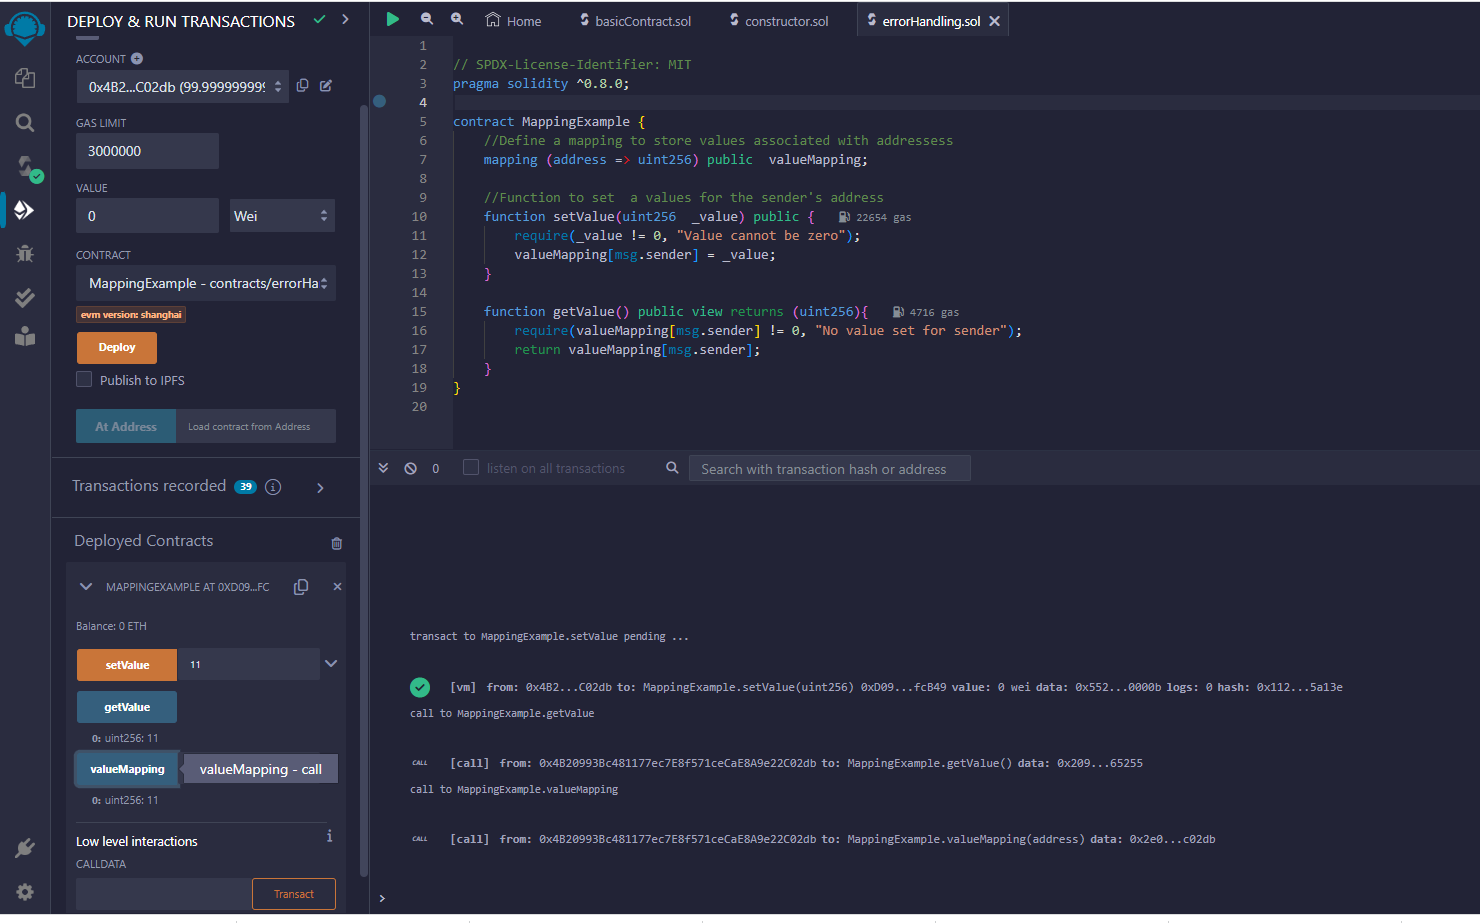 DEPLOY & RUN TRANSACTIONS
ACCOUNT
0x4B2...C02db (99.999999999
GAS LIMIT
3000000
VALUE
0
Wei
CONTRACT
MappingExample - contracts/errorHa
evm version: shanghai
Deploy
Publish to IPFS
At Address
Load contract from Address
Transactions recorded 39
Deployed Contracts
MAPPINGEXAMPLE AT 0XD09...FC
Balance: 0 ETH
setValue 11
getValue
0: uint256: 11
valueMapping
valueMapping - call
0: uint256: 11
Low level interactions
CALLDATA
Transact
Home
basicContract.sol
constructor.sol
errorHandling.sol
1
2 // SPDX-License-Identifier: MIT
3 pragma solidity ^0.8.0;
4
5 contract MappingExample {
6 //Define a mapping to store values associated with addressess
7 mapping (address => uint256) public  valueMapping;
8
9 //Function to set  a values for the sender's address
10 function setValue(uint256  _value) public { 22654 gas
11 require(_value != 0, "Value cannot be zero");
12 valueMapping[msg.sender] = _value;
13 }
14
15 function getValue() public view returns (uint256){ 4716 gas
16 require(valueMapping[msg.sender] != 0, "No value set for sender");
17 return valueMapping[msg.sender];
18 }
19 }
20
0
listen on all transactions
Search with transaction hash or address
transact to MappingExample.setValue pending ...
[vm] from: 0x4B2...C02db to: MappingExample.setValue(uint256) 0xD09...fcB49 value: 0 wei data: 0x552...0000b logs: 0 hash: 0x112...5a13e
call to MappingExample.getValue
CALL [call] from: 0x4B20993Bc481177ec7E8f571ceCaE8A9e22C02db to: MappingExample.getValue() data: 0x209...65255
call to MappingExample.valueMapping
CALL [call] from: 0x4B20993Bc481177ec7E8f571ceCaE8A9e22C02db to: MappingExample.valueMapping(address) data: 0x2e0...c02db
>